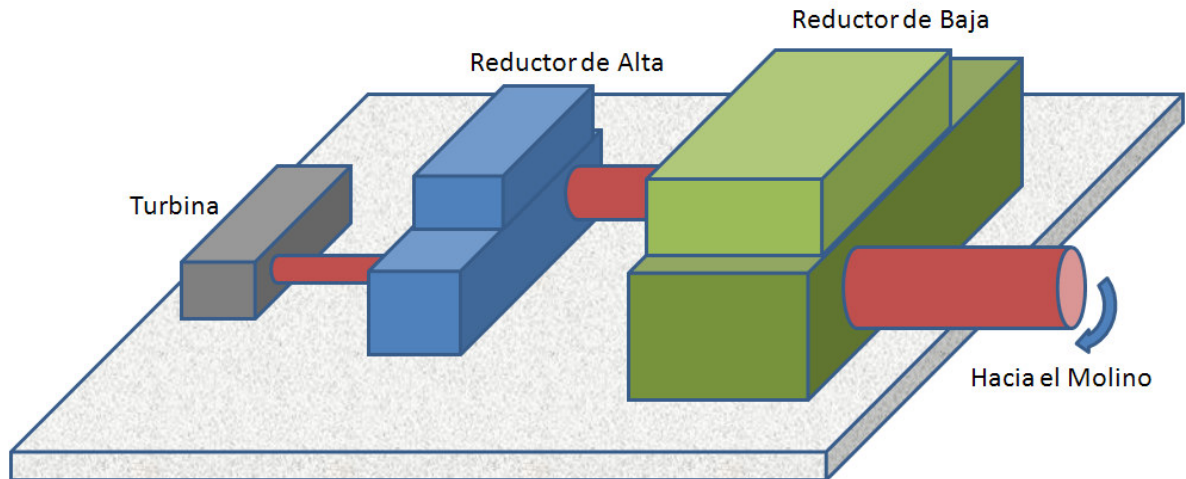 Reductor de Baja
Reductor de Alta
Turbina
Hacia el Molino